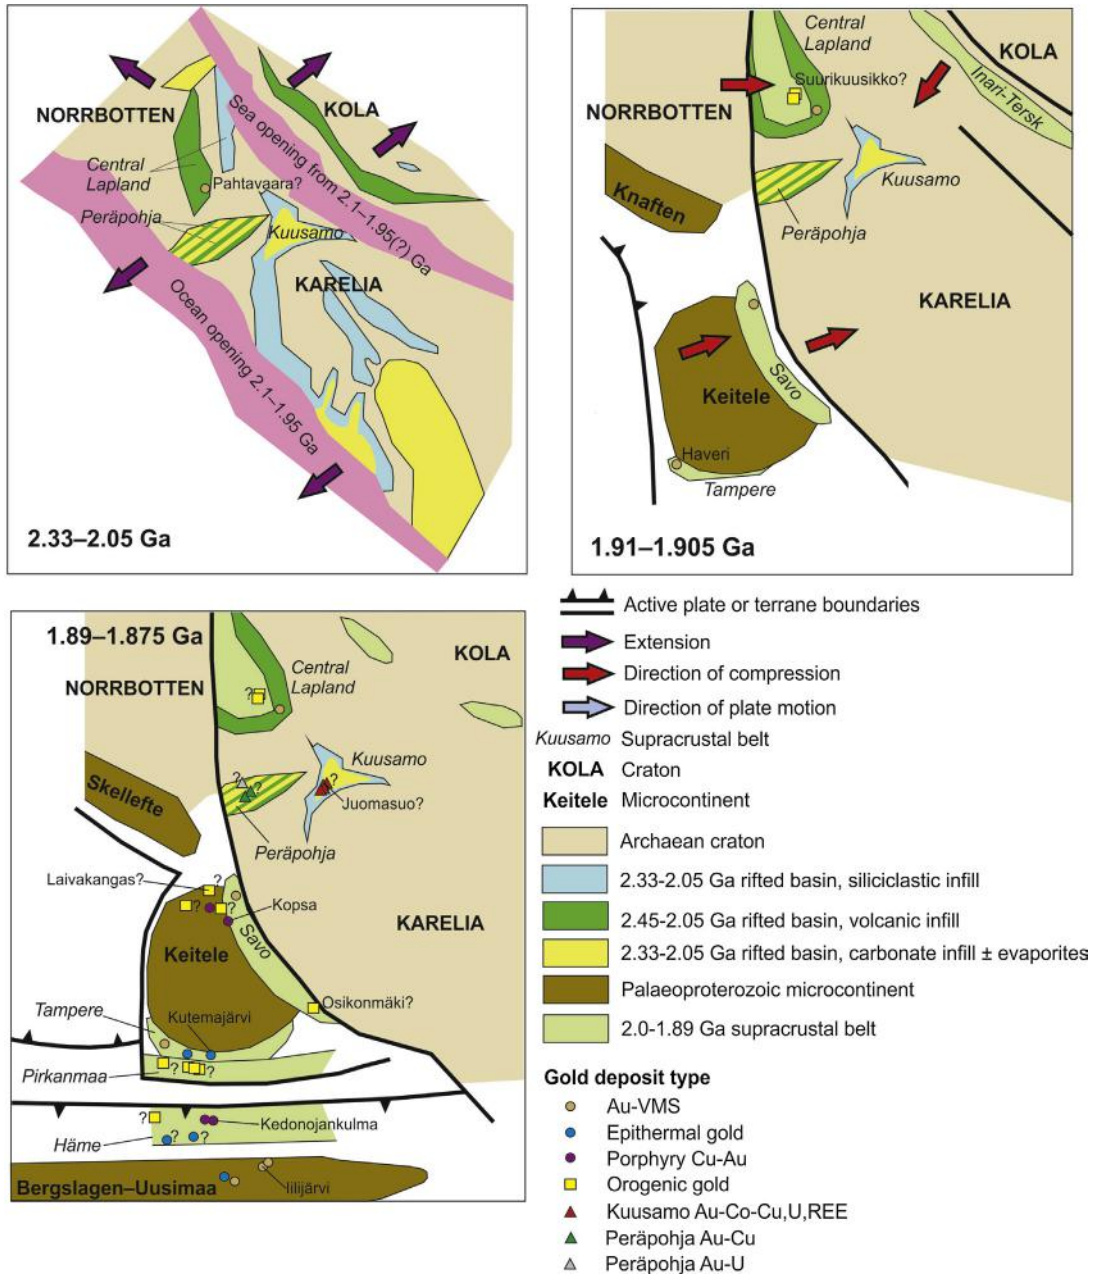 NORRBOTTEN
KOLA
Sea opening from 2.1–1.95(?) Ga
Central
Lapland
Pahtavaara?
Peräpohja
Kuusamo
KARELIA
Ocean opening 2.1–1.95 Ga
2.33–2.05 Ga
Central
Lapland
KOLA
Suurikuusikko?
Inari-Tersk
NORRBOTTEN
Kuusamo
Knaften
Peräpohja
KARELIA
Savo
Keitele
Haveri
Tampere
1.91–1.905 Ga
1.89–1.875 Ga
KOLA
Central
Lapland
NORRBOTTEN
?
Kuusamo
?
?
?
Juomasuo?
Skellefte
Peräpohja
Laivakangas?
?
?
?
Kopsa
KARELIA
Savo
Keitele
Osikonmäki?
Tampere
Kutemajärvi
Pirkanmaa
?
?
?
?
Kedonojankulma
Häme
?
?
Bergslagen–Uusimaa
Iilijärvi
Active plate or terrane boundaries
Extension
Direction of compression
Direction of plate motion
Kuusamo Supracrustal belt
KOLA Craton
Keitele Microcontinent
Archaean craton
2.33-2.05 Ga rifted basin, siliciclastic infill
2.45-2.05 Ga rifted basin, volcanic infill
2.33-2.05 Ga rifted basin, carbonate infill ± evaporites
Palaeoproterozoic microcontinent
2.0-1.89 Ga supracrustal belt
Gold deposit type
Au-VMS
Epithermal gold
Porphyry Cu-Au
Orogenic gold
Kuusamo Au-Co-Cu,U,REE
Peräpohja Au-Cu
Peräpohja Au-U